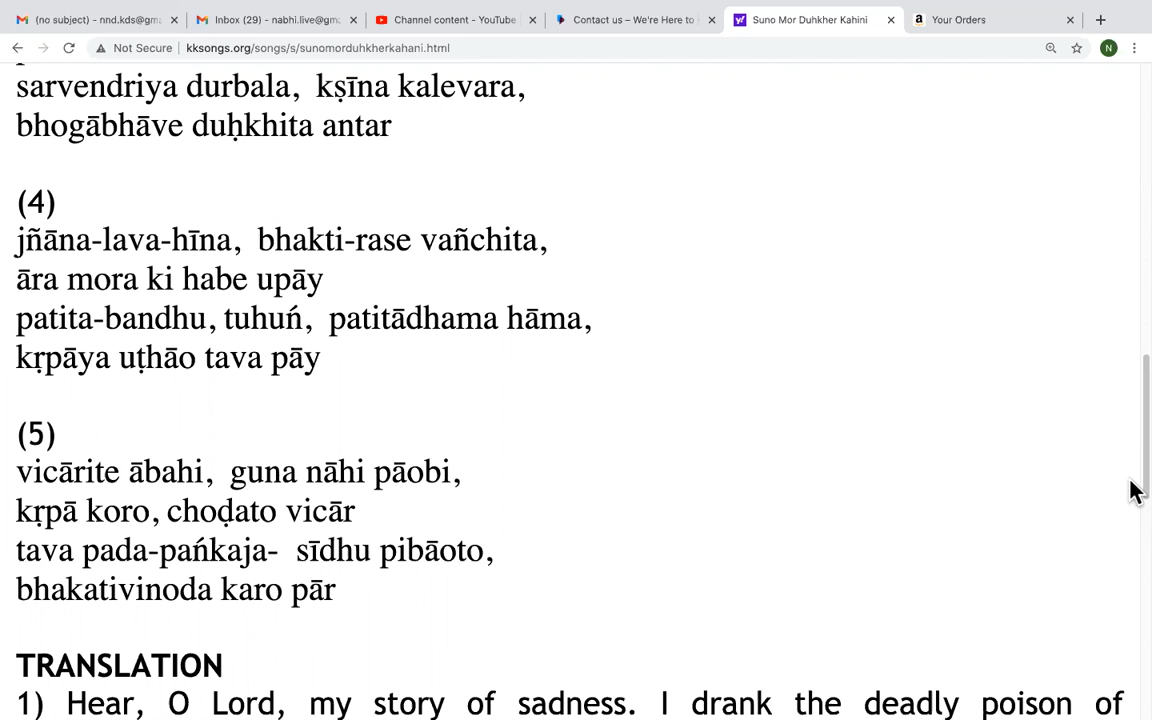 (no subject) - nnd.kds@gma
Inbox (29) - nabhi.live@gma
Channel content - YouTube
Contact us – We're Here to
Suno Mor Duhkher Kahini
Your Orders
Not Secure
kksongs.org/songs/s/sunomorduhkherkahani.html
N
sarvendriya durbala, kṣīna kalevara,
bhogābhāve duḥkhita antar
(4)
jñāna-lava-hīna, bhakti-rase vañchita,
āra mora ki habe upāy
patita-bandhu, tuhuń, patitādhama hāma,
kṛpāya uṭhāo tava pāy
(5)
vicārite ābahi, guna nāhi pāobi,
kṛpā koro, choḍato vicār
tava pada-pańkaja- sīdhu pibāoto,
bhakativinoda karo pār
TRANSLATION
1) Hear, O Lord, my story of sadness. I drank the deadly poison of